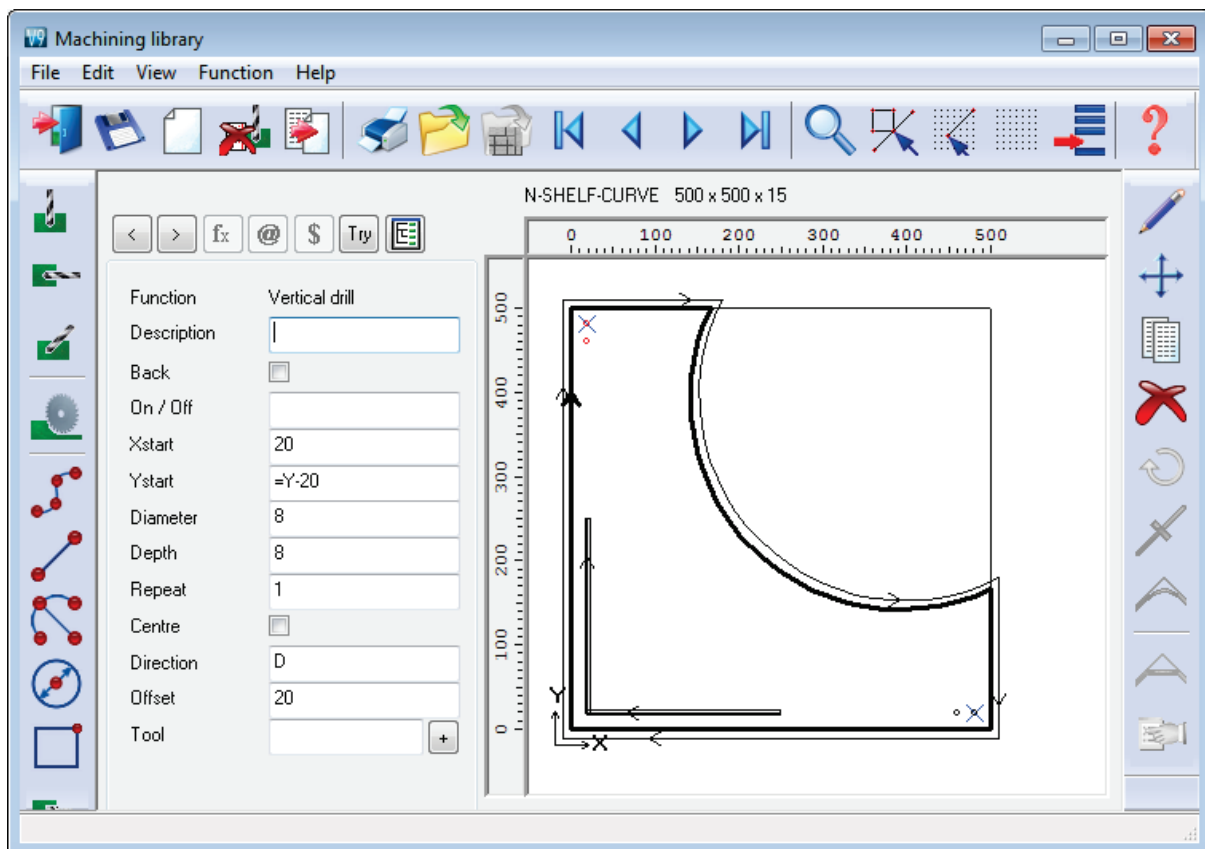 V9 Machining library
File Edit View Function Help
N-SHELF-CURVE 500 x 500 x 15
< > fx @ $ Try E
0 100 200 300 400 500
Function Vertical drill
Description
Back
On / Off
Xstart 20
Ystart =Y-20
Diameter 8
Depth 8
Repeat 1
Centre
Direction D
Offset 20
Tool +
500
400
300
200
100
0
Y
X